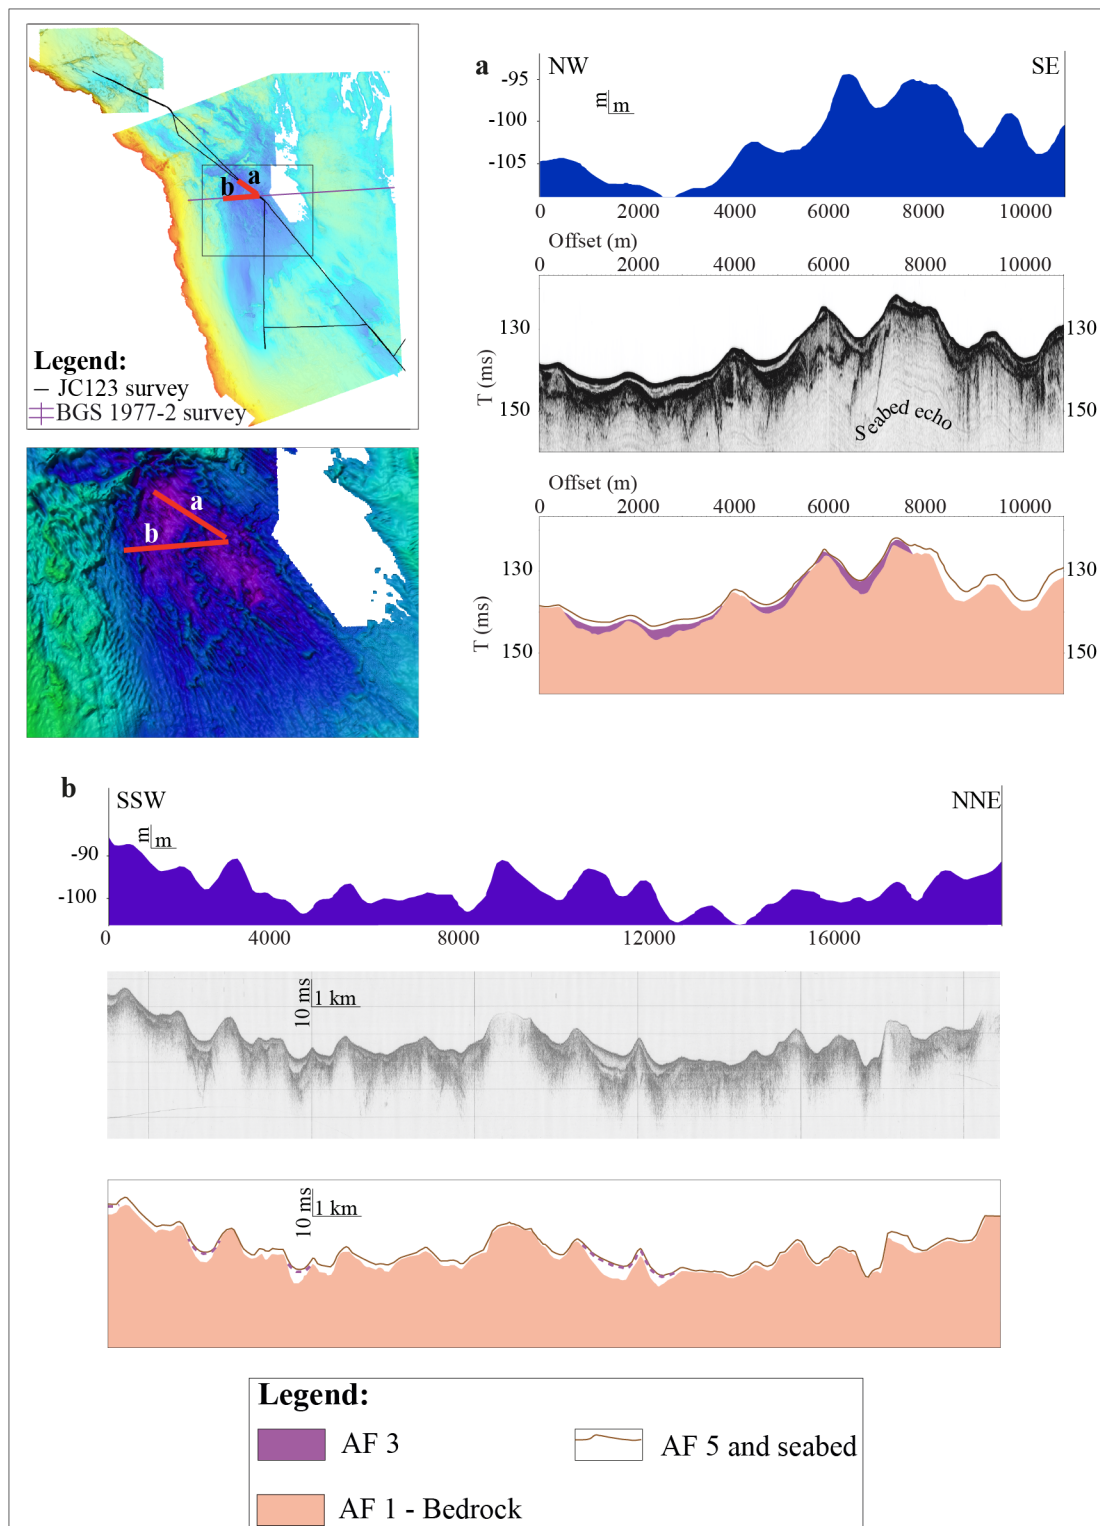 a
b
Legend:
JC123 survey
BGS 1977-2 survey
a
b
a
NW
SE
-95
-100
-105
m
m
0 2000 4000 6000 8000 10000
Offset (m)
0 2000 4000 6000 8000 10000
130
150
T (ms)
130
150
Seabed echo
Offset (m)
0 2000 4000 6000 8000 10000
130
150
T (ms)
130
150
b
SSW
NNE
m
m
-90
-100
0 4000 8000 12000 16000
10 ms
1 km
10 ms
1 km
Legend:
AF 3
AF 5 and seabed
AF 1 - Bedrock